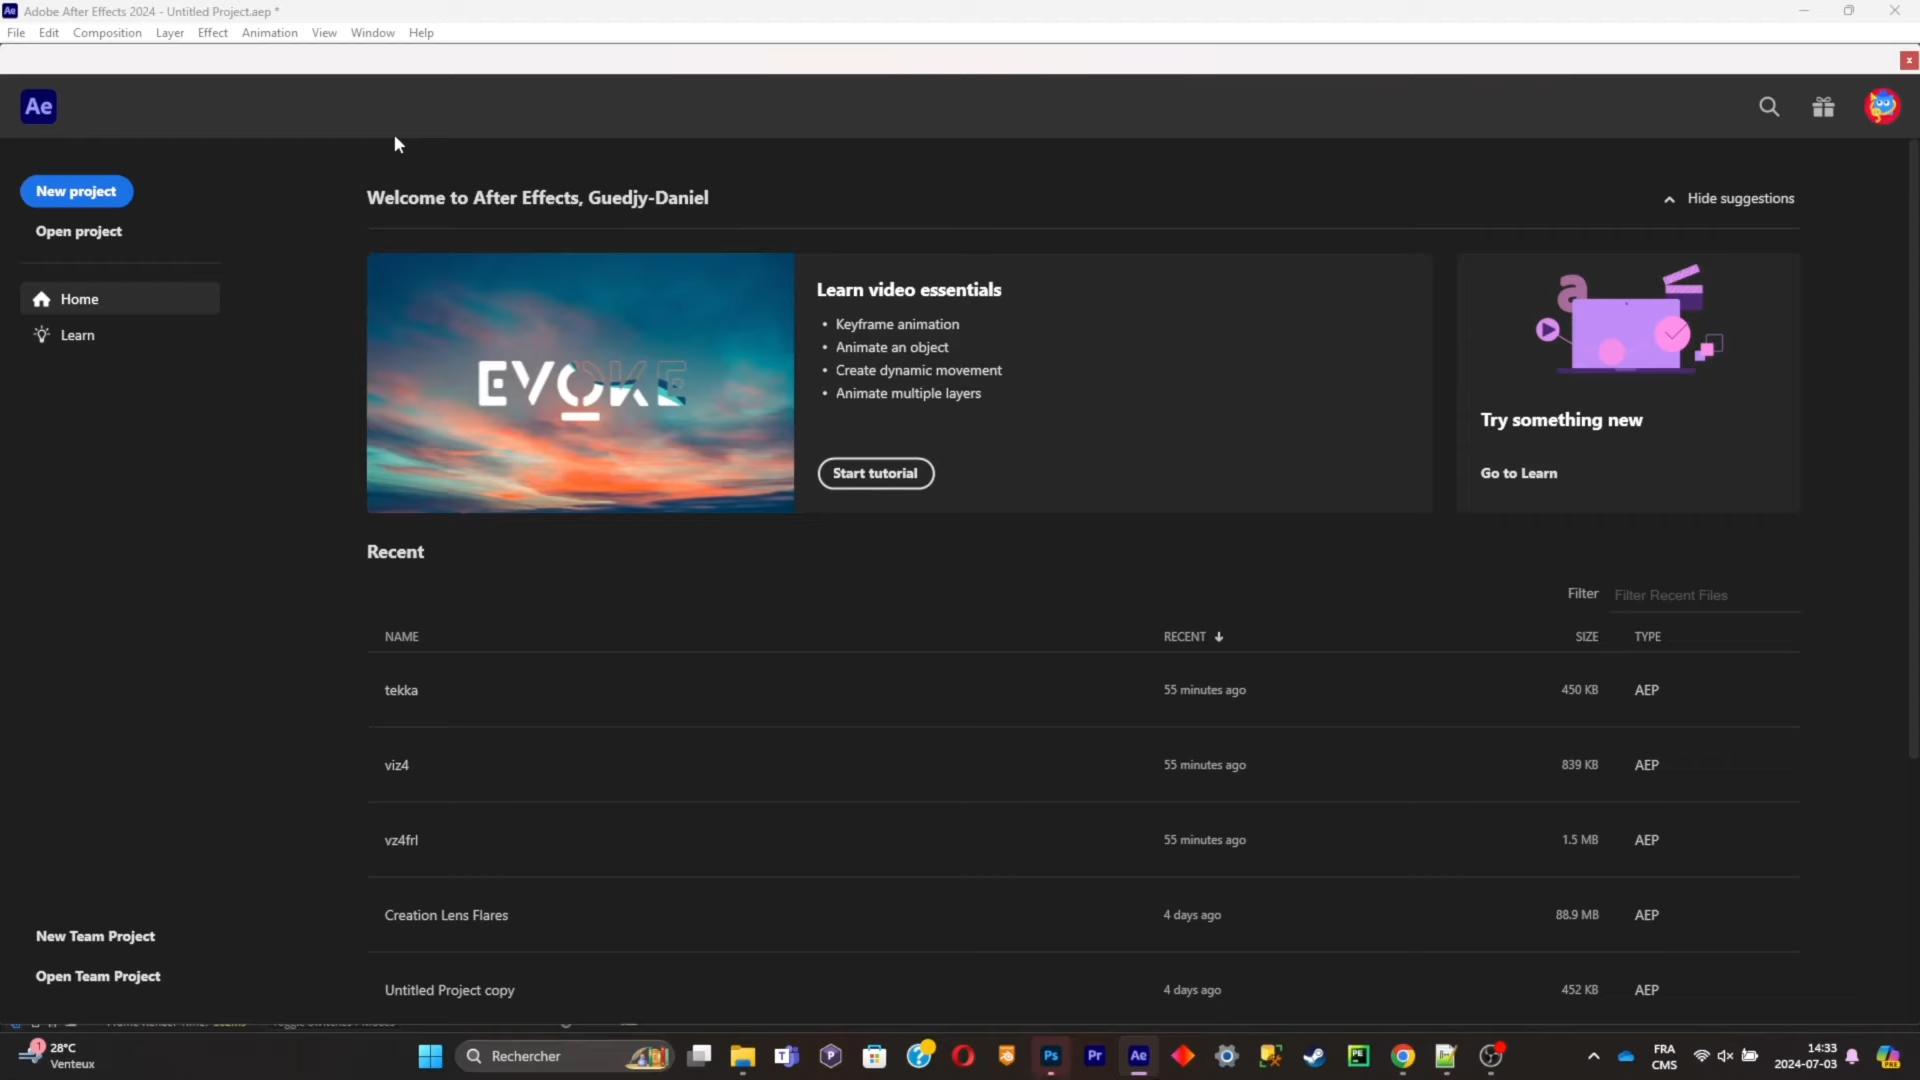 Adobe After Effects 2024 - Untitled Project.aep *
File Edit Composition Layer Effect Animation View Window Help
Ae
New project
Open project
Home
Learn
Welcome to After Effects, Guedjy-Daniel
Hide suggestions
EVOKE
Learn video essentials
• Keyframe animation
• Animate an object
• Create dynamic movement
• Animate multiple layers
Start tutorial
Try something new
Go to Learn
Recent
Filter Filter Recent Files
NAME RECENT SIZE TYPE
tekka 55 minutes ago 450 KB AEP
viz4 55 minutes ago 839 KB AEP
vz4frl 55 minutes ago 1.5 MB AEP
Creation Lens Flares 4 days ago 88.9 MB AEP
Untitled Project copy 4 days ago 452 KB AEP
New Team Project
Open Team Project
1
28°C
Venteux
Rechercher
Ps Pr Ae
FRA
CMS
14:33
2024-07-03